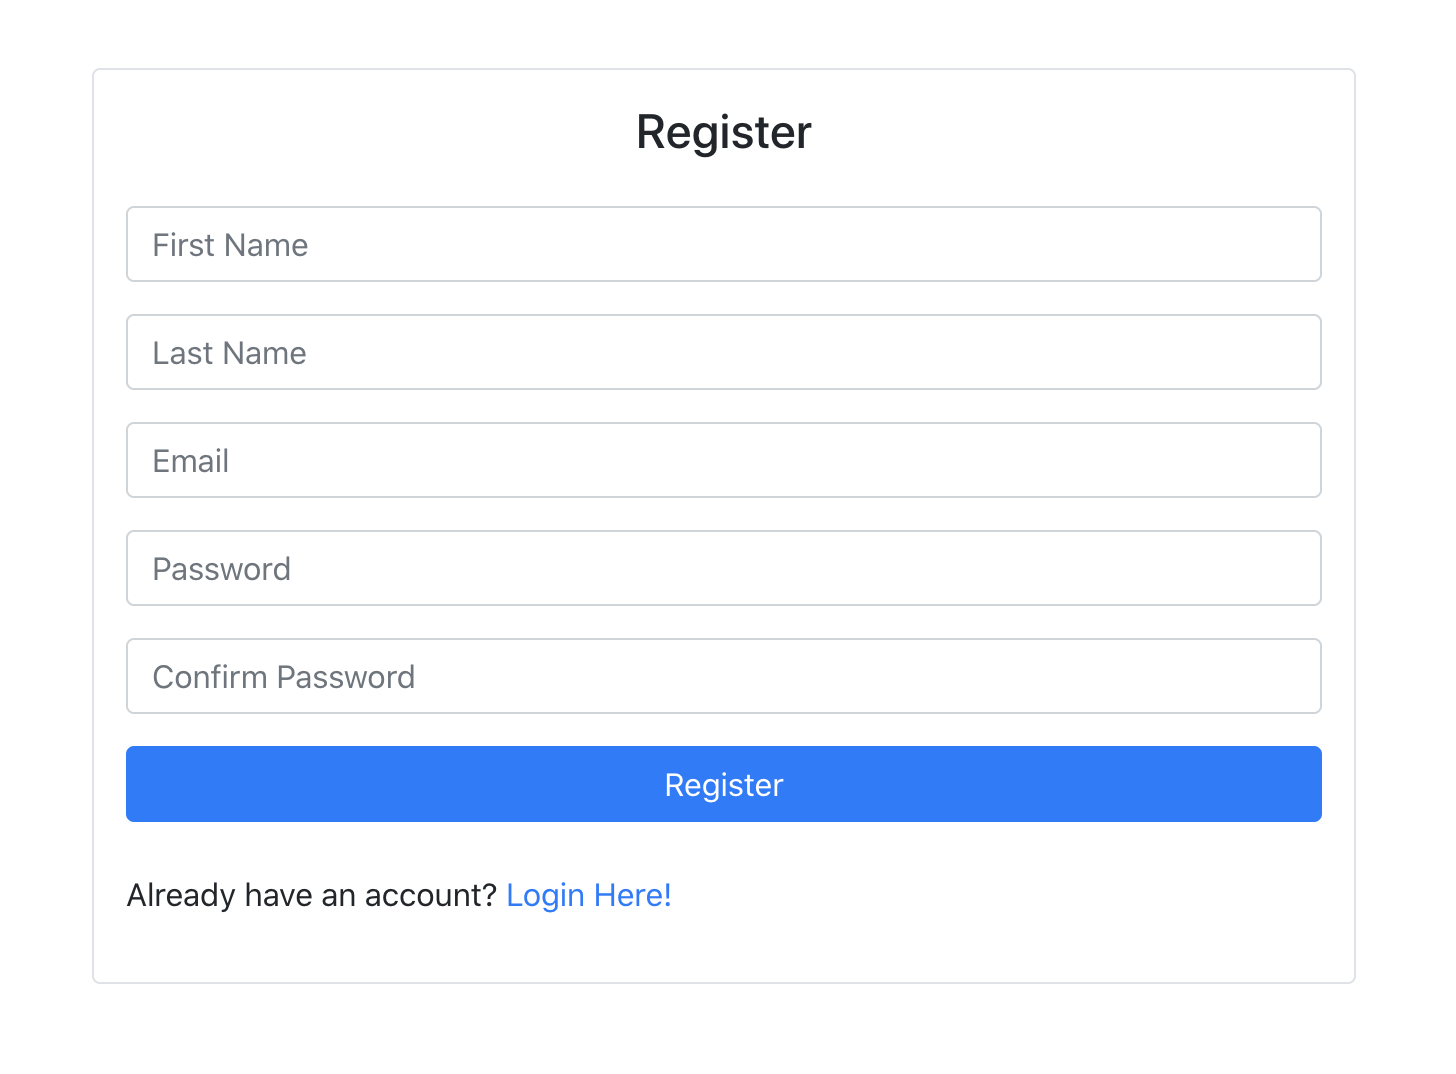 Register
First Name
Last Name
Email
Password
Confirm Password
Register
Already have an account? Login Here!